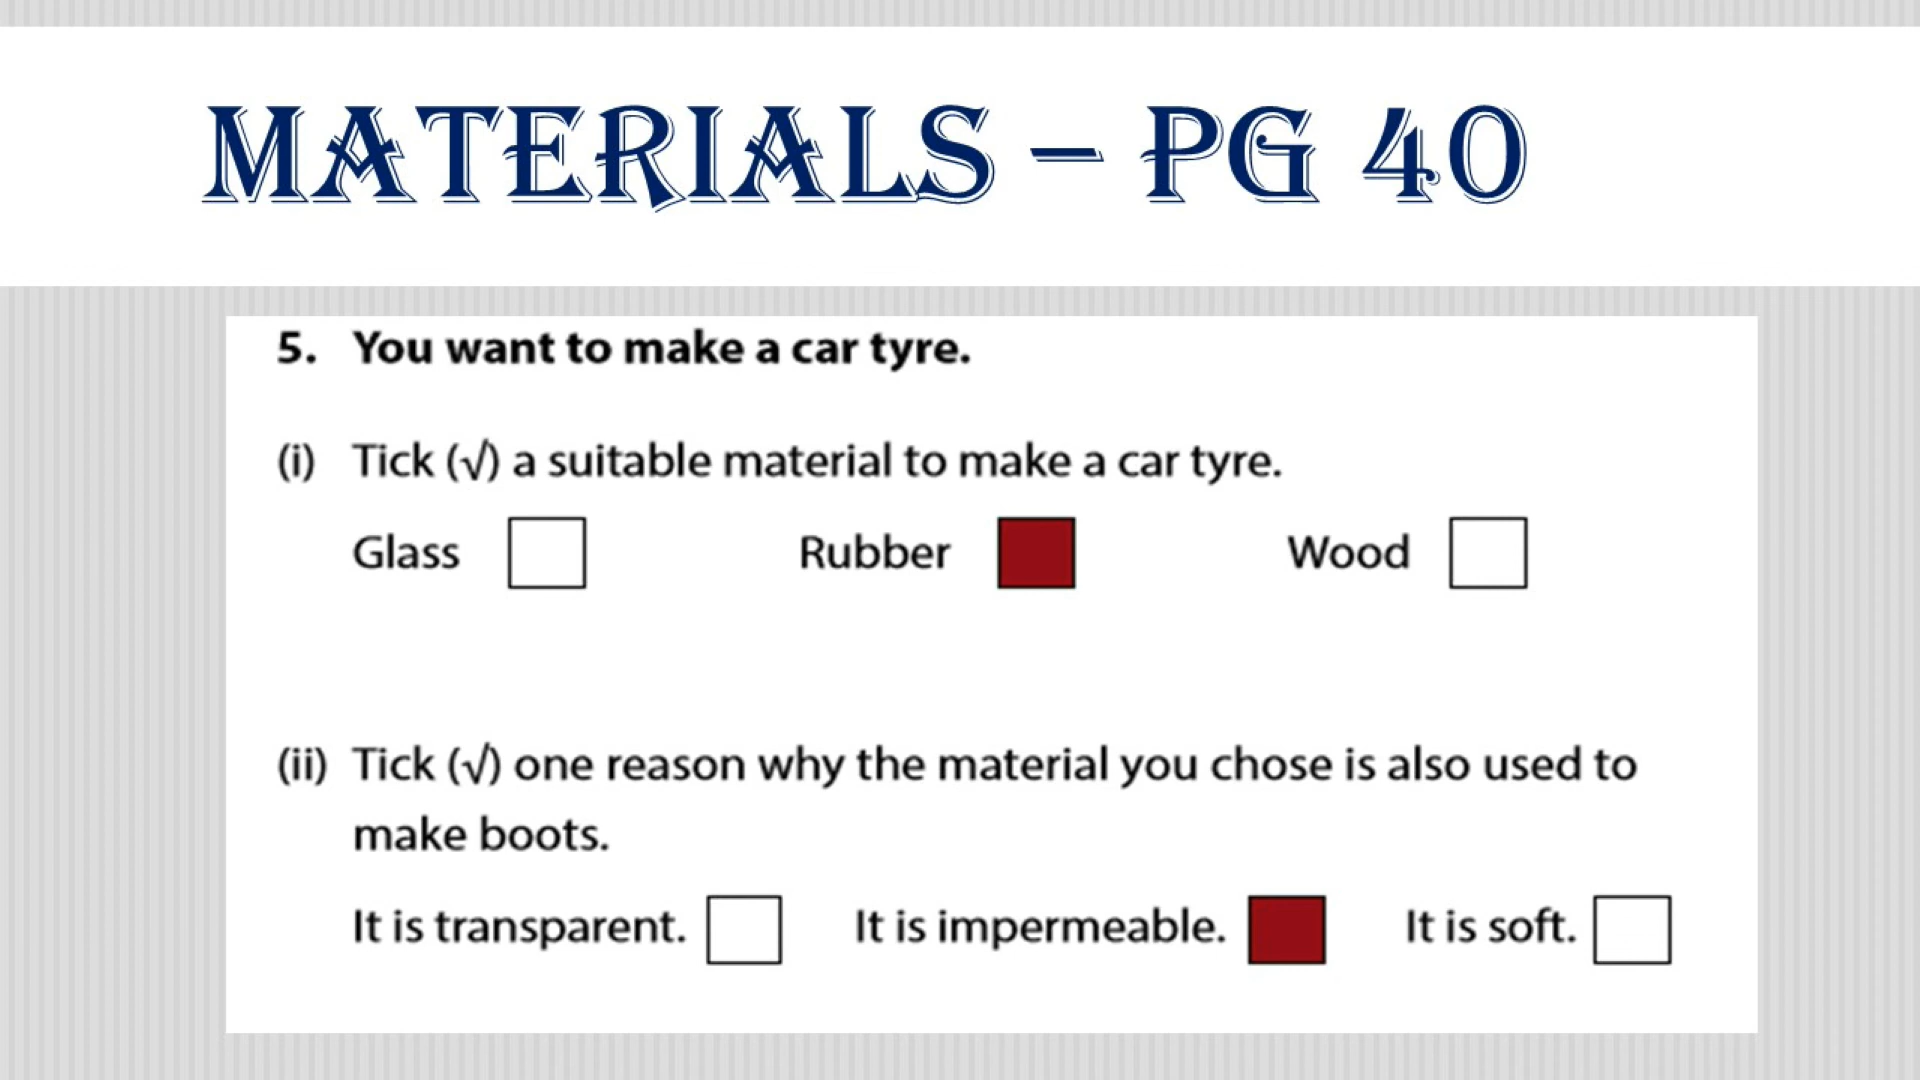 MATERIALS – PG 40
5. You want to make a car tyre.
(i) Tick (√) a suitable material to make a car tyre.
Glass Rubber Wood
(ii) Tick (√) one reason why the material you chose is also used to
make boots.
It is transparent. It is impermeable. It is soft.